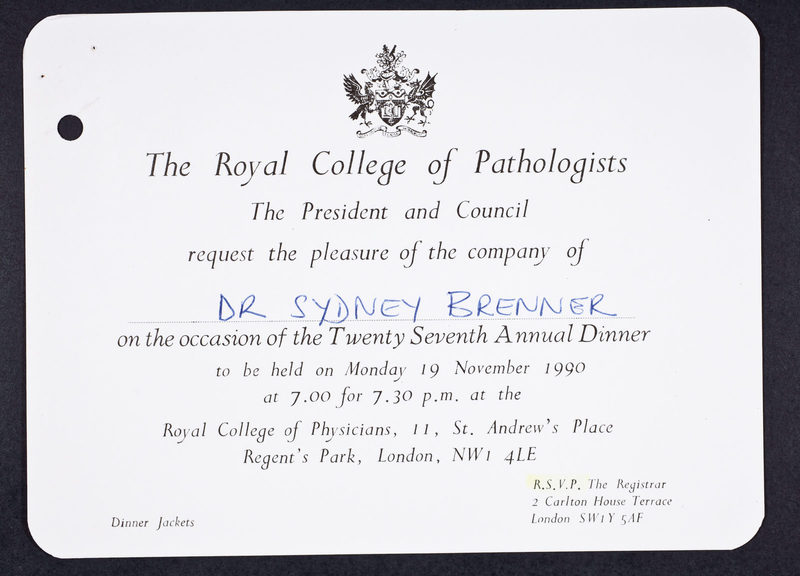 The Royal College of Pathologists
The President and Council
request the pleasure of the company of
DR SYDNEY BRENNER
on the occasion of the Twenty Seventh Annual Dinner
to be held on Monday 19 November 1990
at 7.00 for 7.30 p.m. at the
Royal College of Physicians, 11, St. Andrew's Place
Regent's Park, London, NW1 4LE
R.S.V.P. The Registrar
2 Carlton House Terrace
London SW1Y 5AF
Dinner Jackets